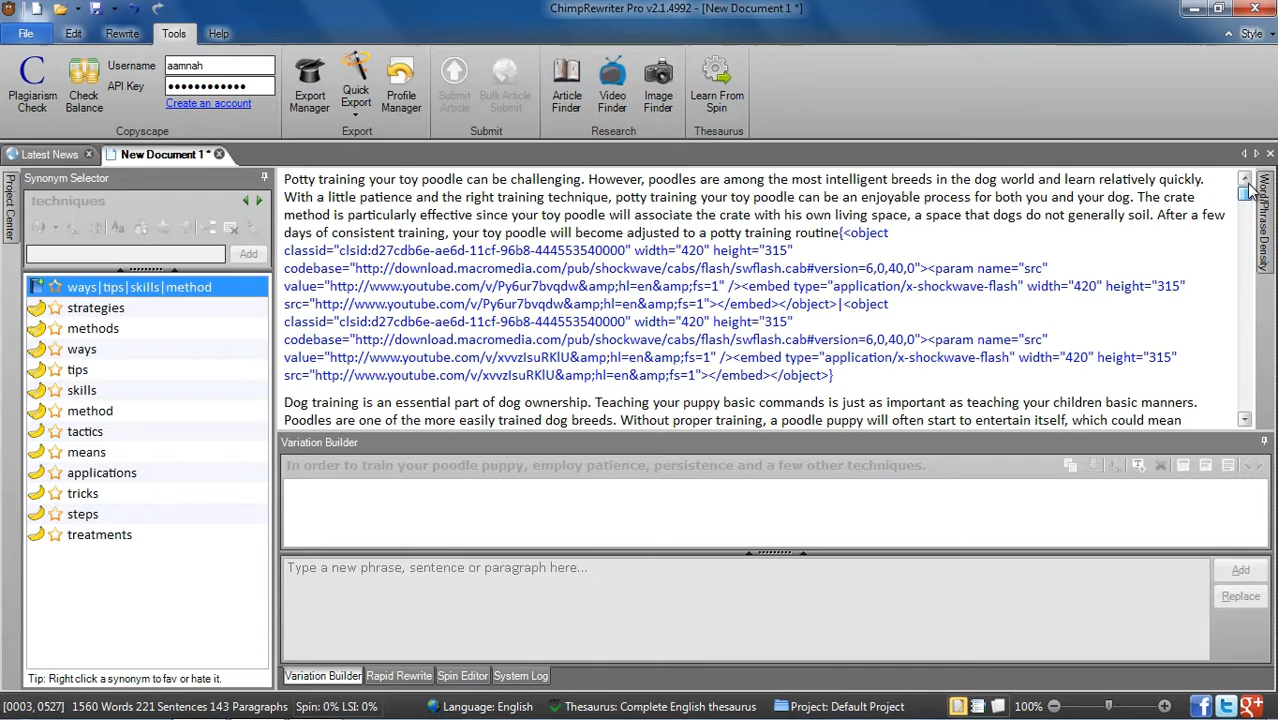 ChimpRewriter Pro v2.1.4992 - [New Document 1 *]
File Edit Rewrite Tools Help
Style
Plagiarism Check
Check Balance
Username aamnah
API Key ••••••••••••
Create an account
Copyscape
Export Manager
Quick Export
Profile Manager
Export
Submit Article
Bulk Article Submit
Submit
Article Finder
Video Finder
Image Finder
Research
Learn From Spin
Thesaurus
Latest News
New Document 1 *
Project Center
Synonym Selector
techniques
Add
ways|tips|skills|method
strategies
methods
ways
tips
skills
method
tactics
means
applications
tricks
steps
treatments
Tip: Right click a synonym to fav or hate it.
Potty training your toy poodle can be challenging. However, poodles are among the most intelligent breeds in the dog world and learn relatively quickly.
With a little patience and the right training technique, potty training your toy poodle can be an enjoyable process for both you and your dog. The crate
method is particularly effective since your toy poodle will associate the crate with his own living space, a space that dogs do not generally soil. After a few
days of consistent training, your toy poodle will become adjusted to a potty training routine{<object
classid="clsid:d27cdb6e-ae6d-11cf-96b8-444553540000" width="420" height="315"
codebase="http://download.macromedia.com/pub/shockwave/cabs/flash/swflash.cab#version=6,0,40,0"><param name="src"
value="http://www.youtube.com/v/Py6ur7bvqdw&amp;hl=en&amp;fs=1" /><embed type="application/x-shockwave-flash" width="420" height="315"
src="http://www.youtube.com/v/Py6ur7bvqdw&amp;hl=en&amp;fs=1"></embed></object>|<object
classid="clsid:d27cdb6e-ae6d-11cf-96b8-444553540000" width="420" height="315"
codebase="http://download.macromedia.com/pub/shockwave/cabs/flash/swflash.cab#version=6,0,40,0"><param name="src"
value="http://www.youtube.com/v/xvvzIsuRKlU&amp;hl=en&amp;fs=1" /><embed type="application/x-shockwave-flash" width="420" height="315"
src="http://www.youtube.com/v/xvvzIsuRKlU&amp;hl=en&amp;fs=1"></embed></object>}
Dog training is an essential part of dog ownership. Teaching your puppy basic commands is just as important as teaching your children basic manners.
Poodles are one of the more easily trained dog breeds. Without proper training, a poodle puppy will often start to entertain itself, which could mean
Word/Phrase Density
Variation Builder
In order to train your poodle puppy, employ patience, persistence and a few other techniques.
Type a new phrase, sentence or paragraph here...
Add
Replace
Variation Builder Rapid Rewrite Spin Editor System Log
[0003, 0527] 1560 Words 221 Sentences 143 Paragraphs Spin: 0% LSI: 0% Language: English Thesaurus: Complete English thesaurus Project: Default Project 100%